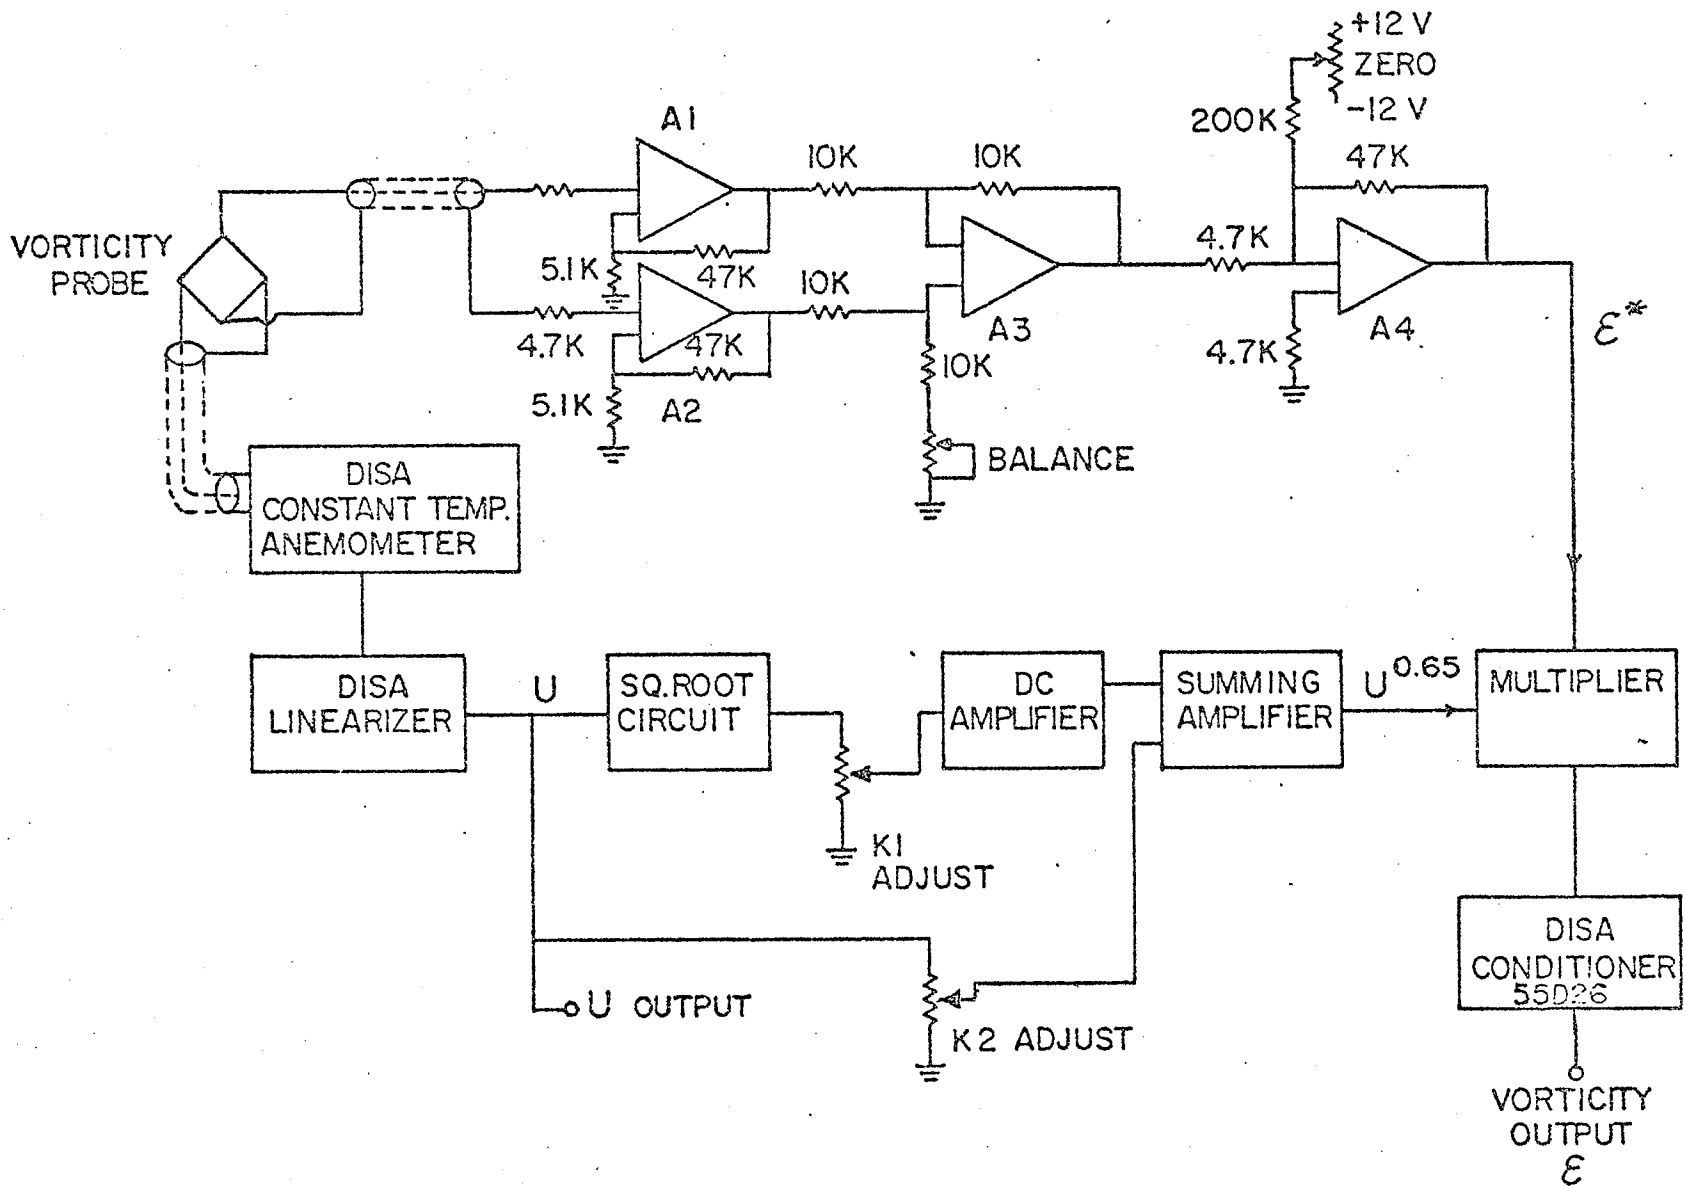 +12 V
ZERO
-12 V
200K
A1
10K
10K
47K
VORTICITY
PROBE
5.1K
47K
10K
4.7K
4.7K
47K
A3
A4
ε*
4.7K
10K
5.1K
A2
BALANCE
DISA
CONSTANT TEMP.
ANEMOMETER
DISA
LINEARIZER
U
SQ. ROOT
CIRCUIT
DC
AMPLIFIER
SUMMING
AMPLIFIER
U^0.65
MULTIPLIER
K1
ADJUST
U OUTPUT
K2 ADJUST
DISA
CONDITIONER
55D26
VORTICITY
OUTPUT
ε